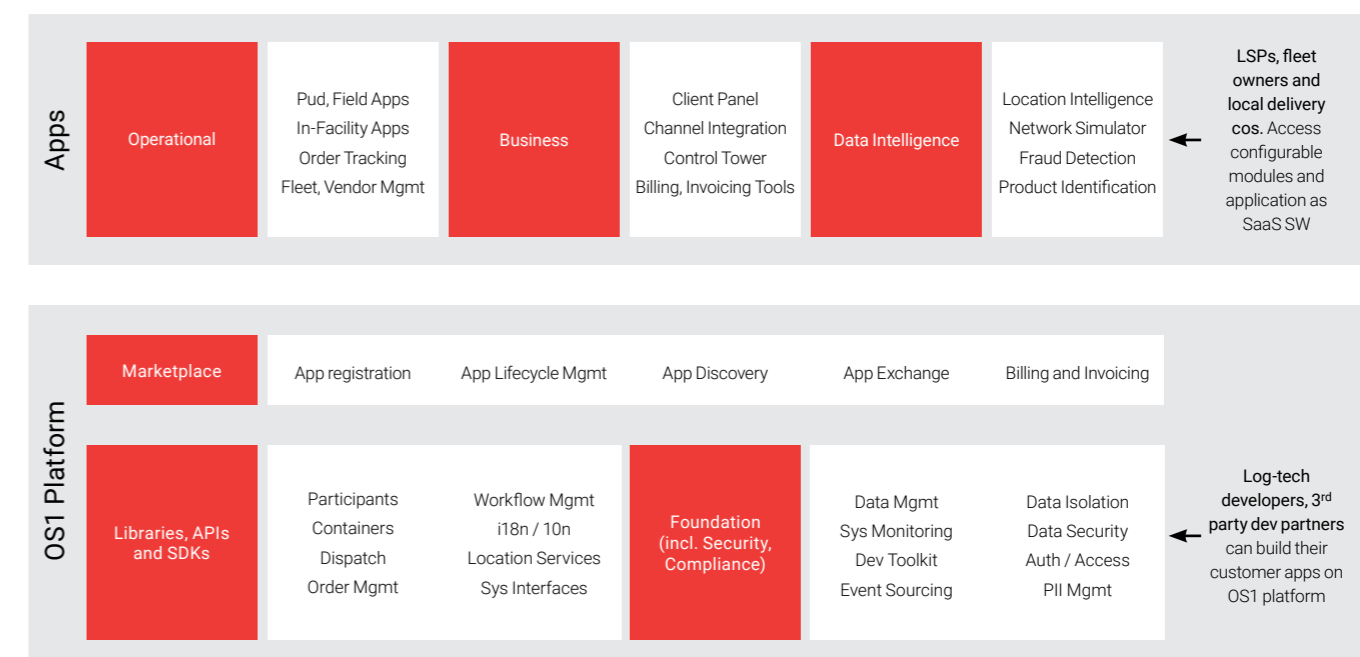 Apps
Operational
Pud, Field Apps
In-Facility Apps
Order Tracking
Fleet, Vendor Mgmt
Business
Client Panel
Channel Integration
Control Tower
Billing, Invoicing Tools
Data Intelligence
Location Intelligence
Network Simulator
Fraud Detection
Product Identification
LSPs, fleet
owners and
local delivery
cos. Access
configurable
modules and
application as
SaaS SW
OS1 Platform
Marketplace
App registration
App Lifecycle Mgmt
App Discovery
App Exchange
Billing and Invoicing
Libraries, APIs
and SDKs
Participants
Containers
Dispatch
Order Mgmt
Workflow Mgmt
i18n / 10n
Location Services
Sys Interfaces
Foundation
(incl. Security,
Compliance)
Data Mgmt
Sys Monitoring
Dev Toolkit
Event Sourcing
Data Isolation
Data Security
Auth / Access
PII Mgmt
Log-tech
developers, 3rd
party dev partners
can build their
customer apps on
OS1 platform